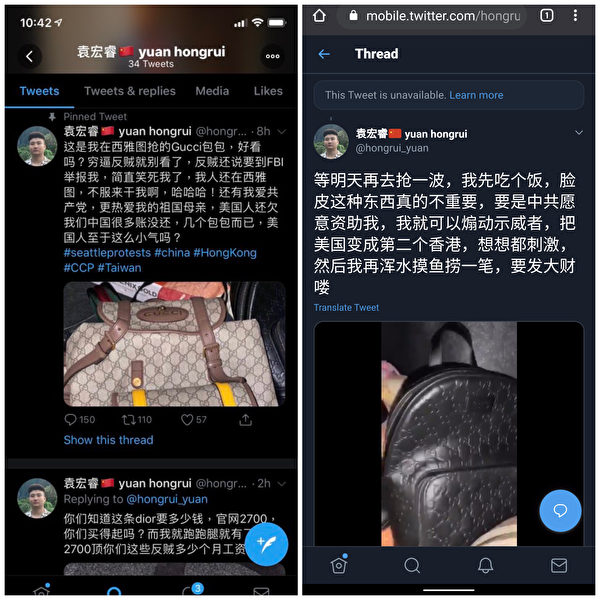 10:42
袁宏睿🇨🇳 yuan hongrui
34 Tweets
Tweets Tweets & replies Media Likes
Pinned Tweet
袁宏睿🇨🇳 yuan hongrui @hongr... · 8h
这是我在西雅图抢的Gucci包包，好看
吗？穷逼反贼就别看了，反贼还说要到FBI
举报我，简直笑死我了，我人还在西雅
图，不服来干我啊，哈哈哈！还有我爱共
产党，更热爱我的祖国母亲，美国人还欠
我们中国很多账没还，几个包包而已，美
国人至于这么小气吗？
#seattleprotests #china #HongKong
#CCP #Taiwan
150 110 57
Show this thread
袁宏睿🇨🇳 yuan hongrui @hongr... · 2h
Replying to @hongrui_yuan
你们知道这条dior要多少钱，官网2700，
你们买得起吗？而我就跑跑腿就有了
2700顶你们这些反贼多少个月工资
3
mobile.twitter.com/hongru
1
Thread
This Tweet is unavailable. Learn more
袁宏睿🇨🇳 yuan hongrui
@hongrui_yuan
等明天再去抢一波，我先吃个饭，脸
皮这种东西真的不重要，要是中共愿
意资助我，我就可以煽动示威者，把
美国变成第二个香港，想想都刺激，
然后我再浑水摸鱼捞一笔，要发大财
喽
Translate Tweet